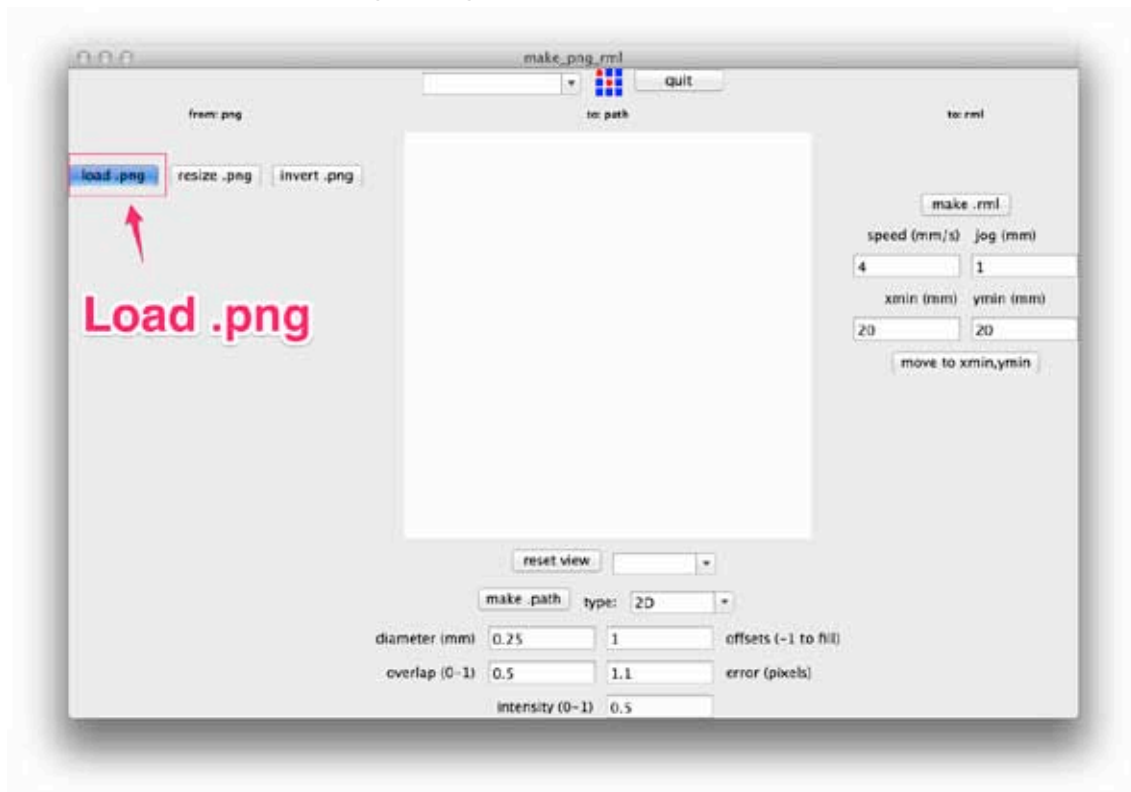 make_png_rml
quit
from: png
to: path
to: rml
load .png
resize .png
invert .png
make .rml
speed (mm/s) jog (mm)
4 1
xmin (mm) ymin (mm)
20 20
move to xmin,ymin
Load .png
reset view
make .path type: 2D
diameter (mm) 0.25 1 offsets (-1 to fill)
overlap (0-1) 0.5 1.1 error (pixels)
intensity (0-1) 0.5